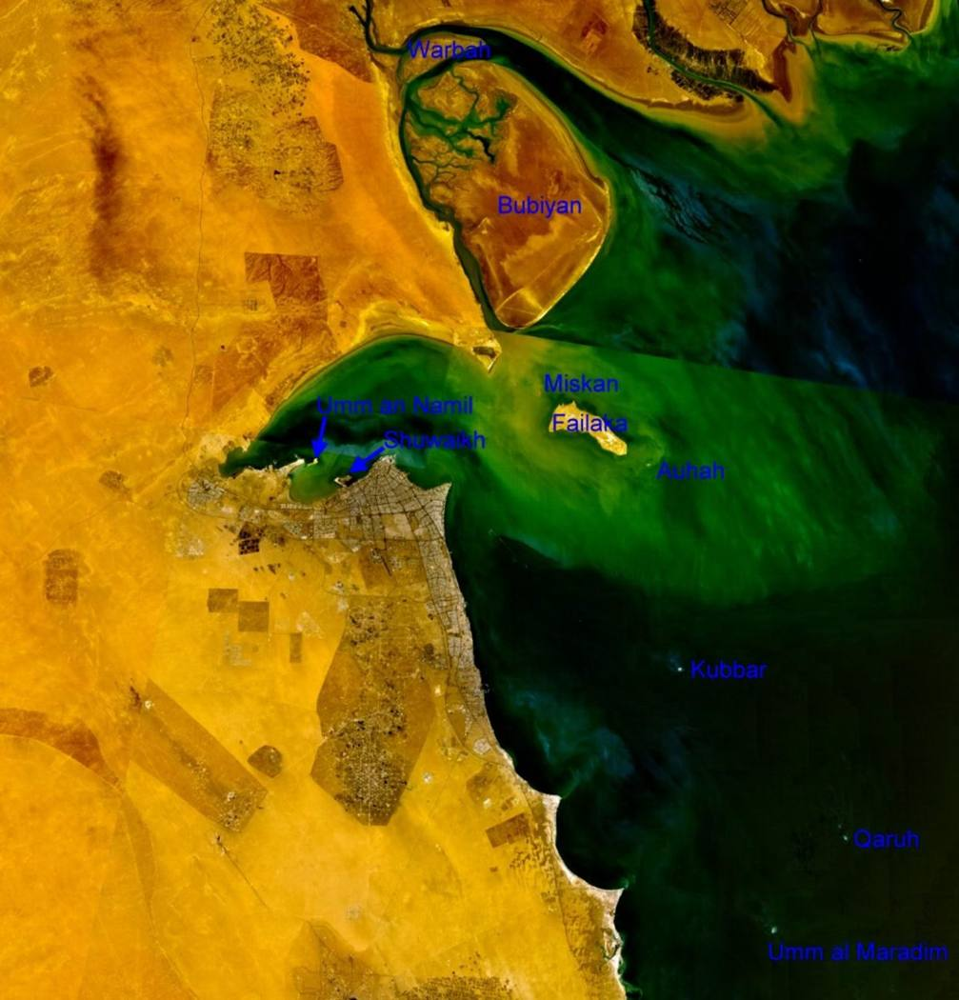 Warbah
Bubiyan
Miskan
Umm an Namil
Failaka
Shuwaikh
Auhah
Kubbar
Qaruh
Umm al Maradim